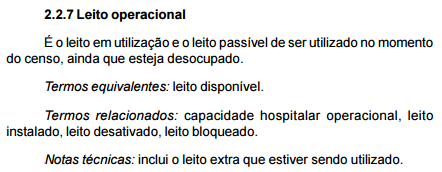 2.2.7 Leito operacional
É o leito em utilização e o leito passível de ser utilizado no momento
do censo, ainda que esteja desocupado.
Termos equivalentes: leito disponível.
Termos relacionados: capacidade hospitalar operacional, leito
instalado, leito desativado, leito bloqueado.
Notas técnicas: inclui o leito extra que estiver sendo utilizado.